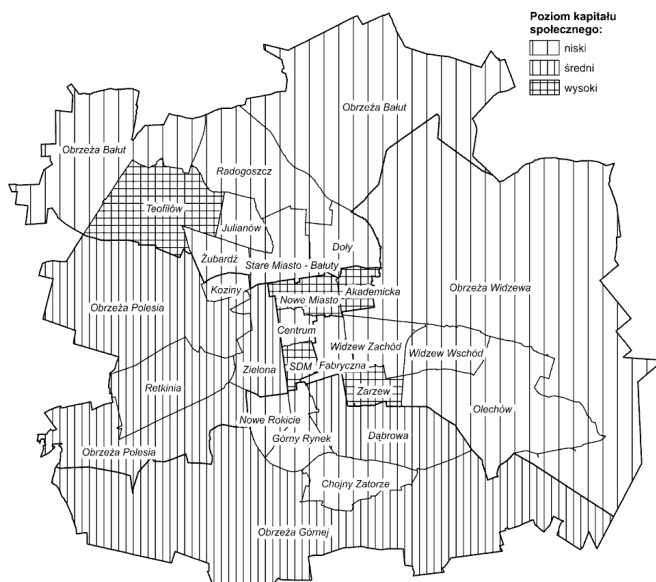 Poziom kapitału
społecznego:
niski
średni
wysoki
Obrzeża Bałut
Obrzeża Bałut
Radogoszcz
Teofilów
Julianów
Doły
Żubardź
Stare Miasto - Bałuty
Koziny
Akademicka
Obrzeża Widzewa
Nowe Miasto
Obrzeża Polesia
Centrum
Widzew Zachód
Widzew Wschód
Zielona
SDM
Fabryczna
Retkinia
Zarzew
Olechów
Nowe Rokicie
Górny Rynek
Dąbrowa
Obrzeża Polesia
Chojny Zatorze
Obrzeża Górnej